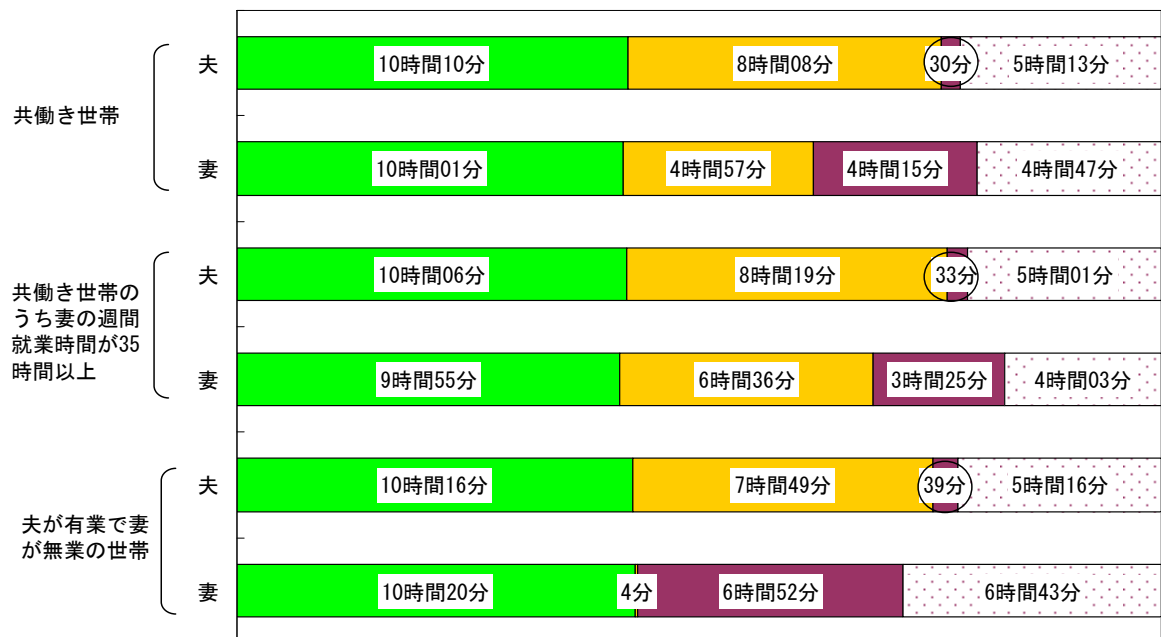 共働き世帯
夫
10時間10分
8時間08分
30分
5時間13分
妻
10時間01分
4時間57分
4時間15分
4時間47分
共働き世帯の
うち妻の週間
就業時間が35
時間以上
夫
10時間06分
8時間19分
33分
5時間01分
妻
9時間55分
6時間36分
3時間25分
4時間03分
夫が有業で妻
が無業の世帯
夫
10時間16分
7時間49分
39分
5時間16分
妻
10時間20分
4分
6時間52分
6時間43分